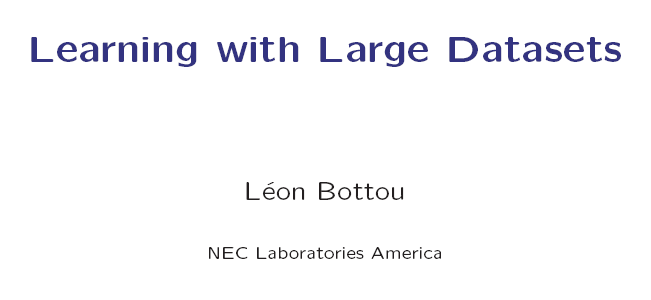 Learning with Large Datasets
Léon Bottou
NEC Laboratories America